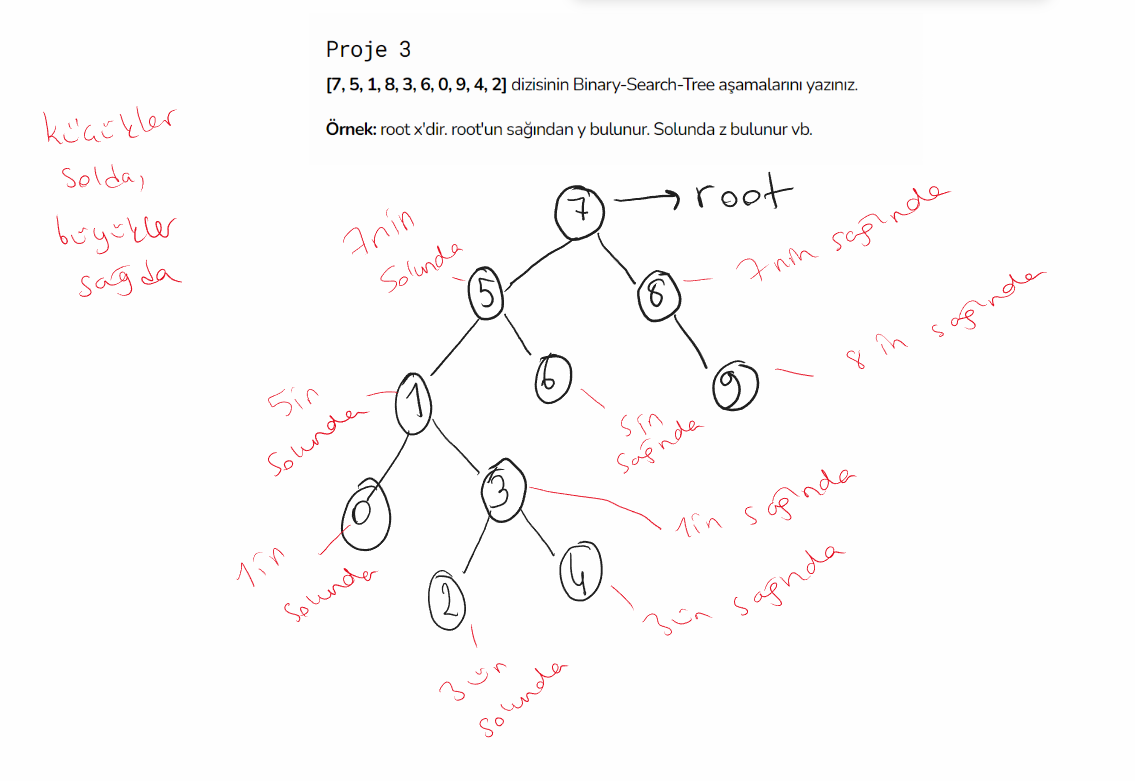 Proje 3
[7, 5, 1, 8, 3, 6, 0, 9, 4, 2] dizisinin Binary-Search-Tree aşamalarını yazınız.
Örnek: root x'dir. root'un sağından y bulunur. Solunda z bulunur vb.
küçükler
solda,
büyükler
sağda
7 → root
7nin
solunda
5
8
7nin sağında
1
6
9
8 in sağında
5in
solunda
5in
sağında
0
3
1in sağında
1in
solunda
2
4
3ün sağında
3ün
solunda